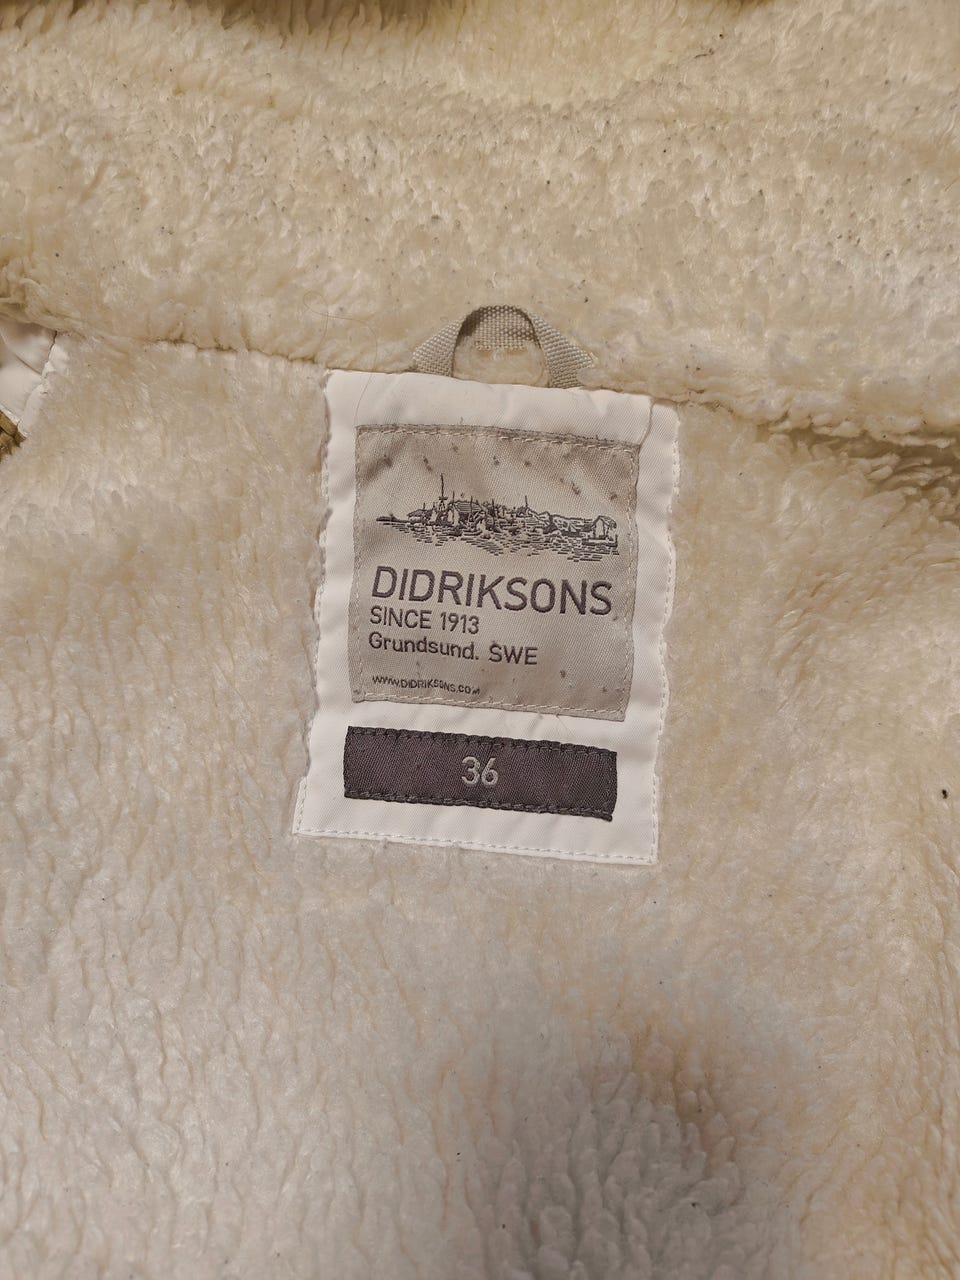 DIDRIKSONS
SINCE 1913
Grundsund. SWE
WWW.DIDRIKSONS.COM
36